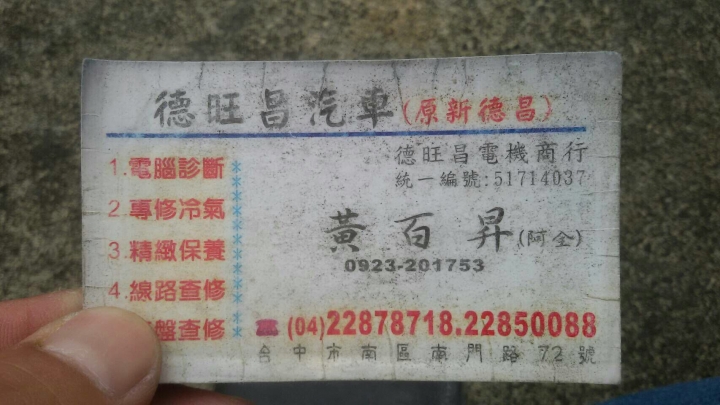 德旺昌汽車(原新德昌)
德旺昌電機商行
統一編號:51714037
1.電腦診斷
2.專修冷氣
3.精緻保養
4.線路查修
盤查修
黃百昇(阿全)
0923-201753
☎(04)22878718.22850088
台中市南區南門路72號